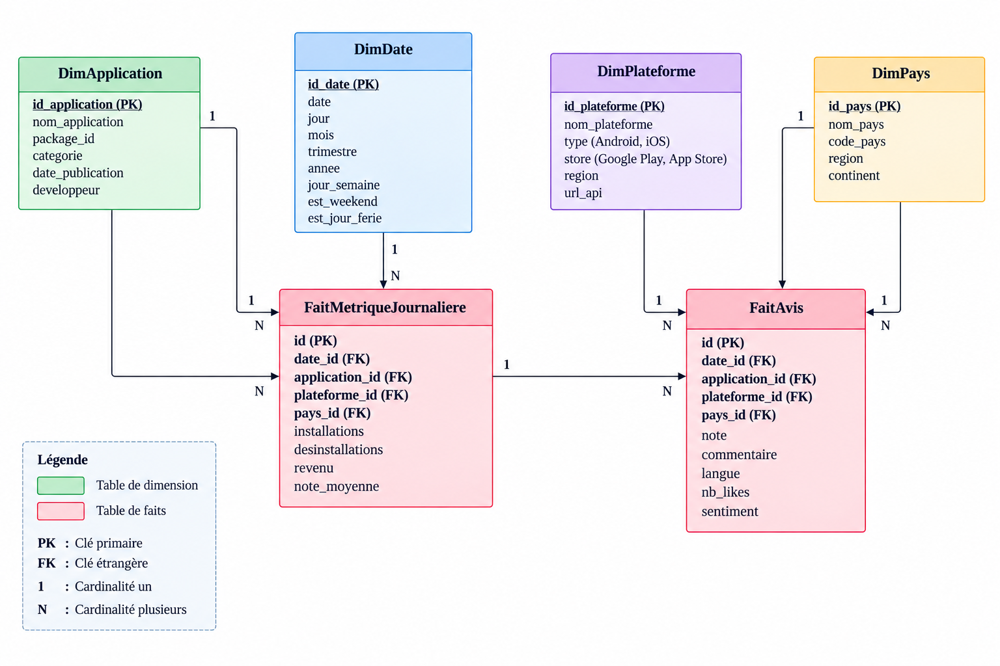 DimApplication
id_application (PK)
nom_application
package_id
categorie
date_publication
developpeur
DimDate
id_date (PK)
date
jour
mois
trimestre
annee
jour_semaine
est_weekend
est_jour_ferie
DimPlateforme
id_plateforme (PK)
nom_plateforme
type (Android, iOS)
store (Google Play, App Store)
region
url_api
DimPays
id_pays (PK)
nom_pays
code_pays
region
continent
1
1
N
N
1
N
1
N
1
1
N
1
N
FaitMetriqueJournaliere
id (PK)
date_id (FK)
application_id (FK)
plateforme_id (FK)
pays_id (FK)
installations
desinstallations
revenu
note_moyenne
FaitAvis
id (PK)
date_id (FK)
application_id (FK)
plateforme_id (FK)
pays_id (FK)
note
commentaire
langue
nb_likes
sentiment
Légende
Table de dimension
Table de faits
PK : Clé primaire
FK : Clé étrangère
1 : Cardinalité un
N : Cardinalité plusieurs